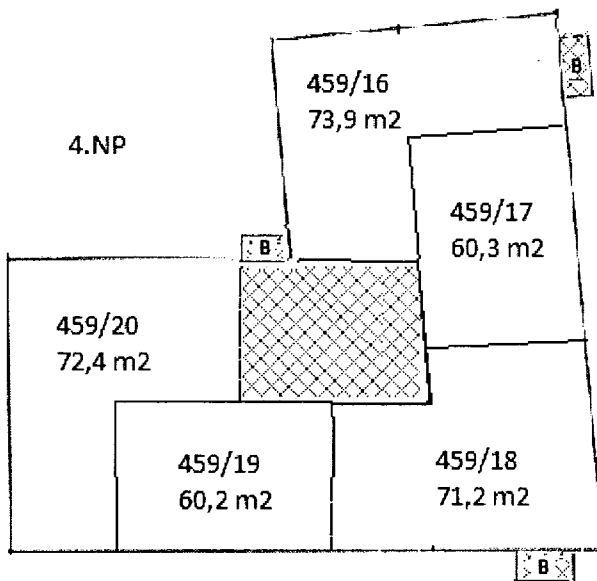 459/16
73,9 m2
B
4.NP
459/17
60,3 m2
B
459/20
72,4 m2
459/19
60,2 m2
459/18
71,2 m2
B